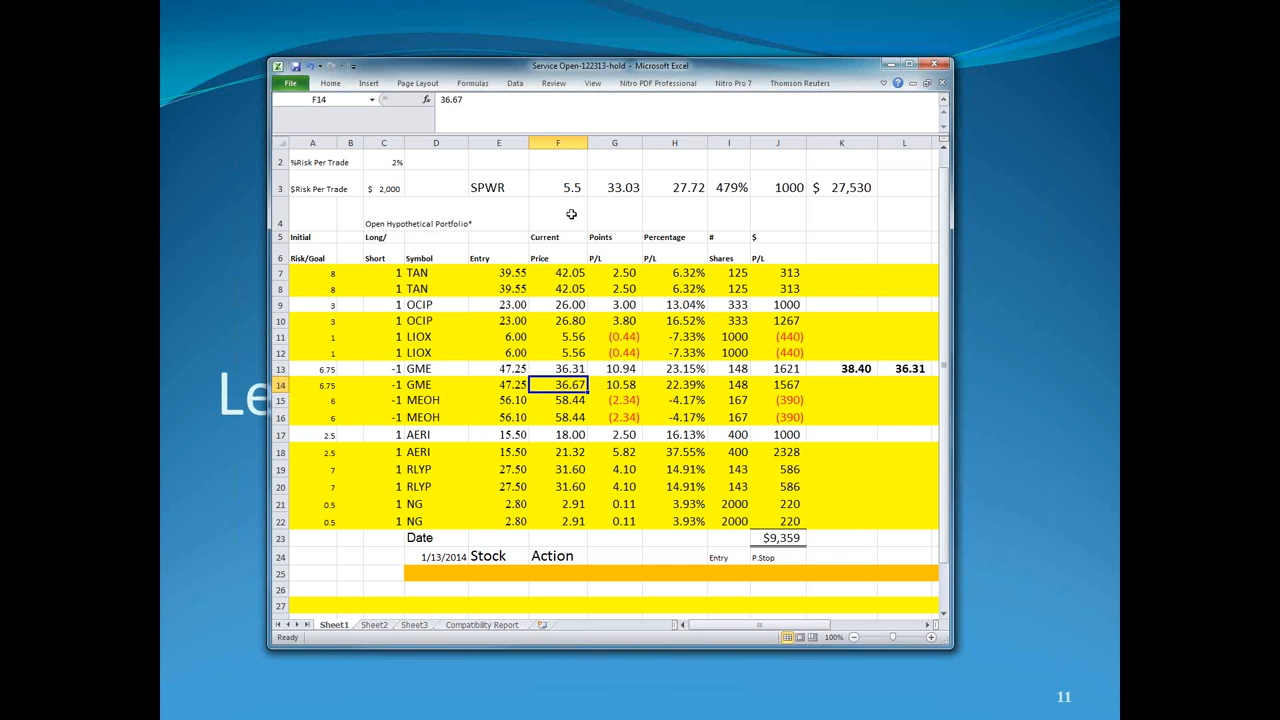 Service Open-122313-hold - Microsoft Excel
File Home Insert Page Layout Formulas Data Review View Nitro PDF Professional Nitro Pro 7 Thomson Reuters
F14 fx 36.67
A B C D E F G H I J K L
2 %Risk Per Trade 2%
3 $Risk Per Trade $ 2,000 SPWR 5.5 33.03 27.72 479% 1000 $ 27,530
4 Open Hypothetical Portfolio*
5 Initial Long/ Current Points Percentage # $
6 Risk/Goal Short Symbol Entry Price P/L P/L Shares P/L
7 8 1 TAN 39.55 42.05 2.50 6.32% 125 313
8 8 1 TAN 39.55 42.05 2.50 6.32% 125 313
9 3 1 OCIP 23.00 26.00 3.00 13.04% 333 1000
10 3 1 OCIP 23.00 26.80 3.80 16.52% 333 1267
11 1 1 LIOX 6.00 5.56 (0.44) -7.33% 1000 (440)
12 1 1 LIOX 6.00 5.56 (0.44) -7.33% 1000 (440)
13 6.75 -1 GME 47.25 36.31 10.94 23.15% 148 1621 38.40 36.31
14 6.75 -1 GME 47.25 36.67 10.58 22.39% 148 1567
15 6 -1 MEOH 56.10 58.44 (2.34) -4.17% 167 (390)
16 6 -1 MEOH 56.10 58.44 (2.34) -4.17% 167 (390)
17 2.5 1 AERI 15.50 18.00 2.50 16.13% 400 1000
18 2.5 1 AERI 15.50 21.32 5.82 37.55% 400 2328
19 7 1 RLYP 27.50 31.60 4.10 14.91% 143 586
20 7 1 RLYP 27.50 31.60 4.10 14.91% 143 586
21 0.5 1 NG 2.80 2.91 0.11 3.93% 2000 220
22 0.5 1 NG 2.80 2.91 0.11 3.93% 2000 220
23 Date $9,359
24 1/13/2014 Stock Action Entry P.Stop
25
26
27
Sheet1 Sheet2 Sheet3 Compatibility Report
Ready 100%
Le
11